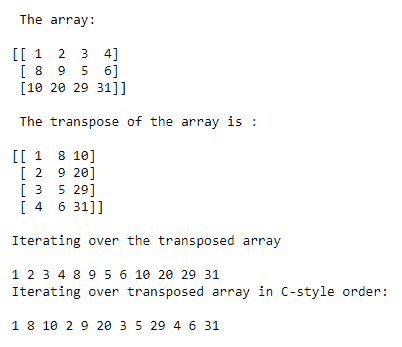 The array:
[[ 1  2  3  4]
 [ 8  9  5  6]
 [10 20 29 31]]
The transpose of the array is :
[[ 1  8 10]
 [ 2  9 20]
 [ 3  5 29]
 [ 4  6 31]]
Iterating over the transposed array
1 2 3 4 8 9 5 6 10 20 29 31
Iterating over transposed array in C-style order:
1 8 10 2 9 20 3 5 29 4 6 31